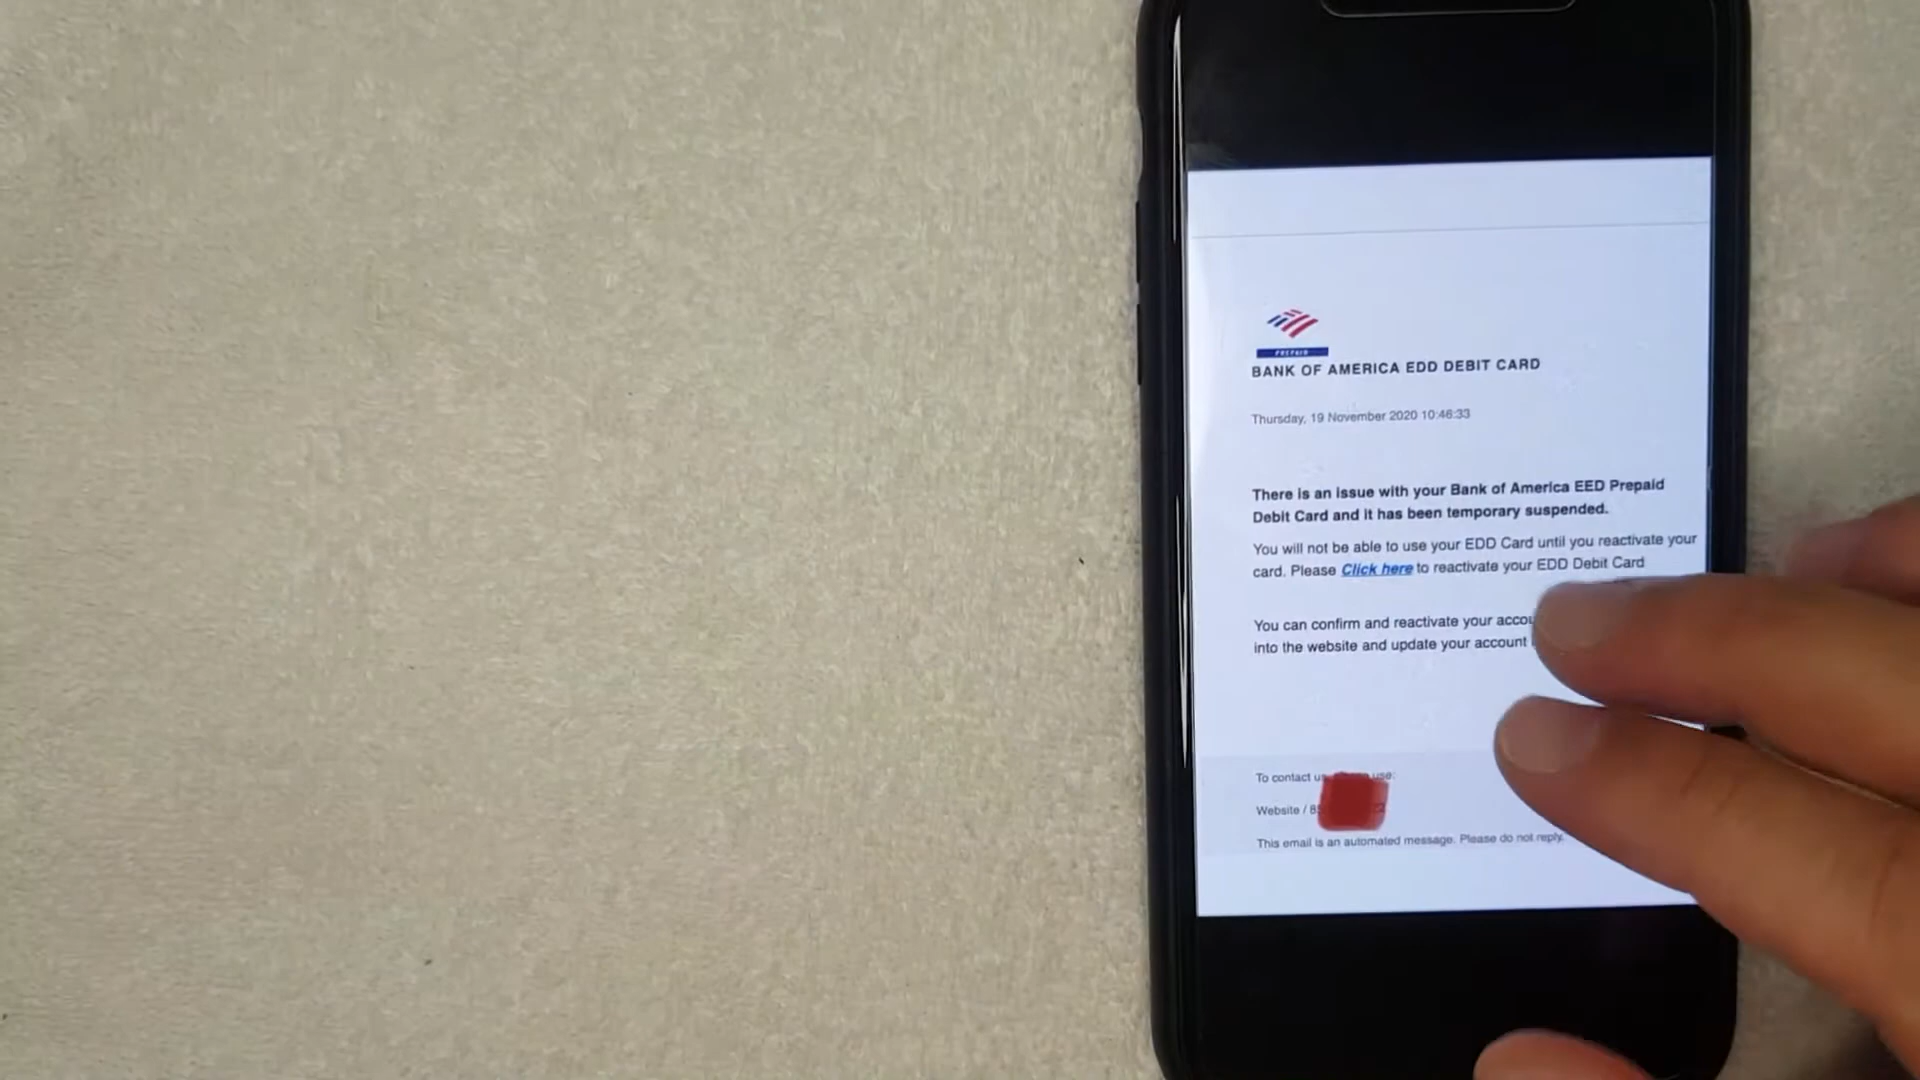 PREPAID
BANK OF AMERICA EDD DEBIT CARD
Thursday, 19 November 2020 10:46:33
There is an issue with your Bank of America EED Prepaid
Debit Card and it has been temporary suspended.
You will not be able to use your EDD Card until you reactivate your
card. Please Click here to reactivate your EDD Debit Card
You can confirm and reactivate your accou
into the website and update your account
To contact us use:
Website / 8
This email is an automated message. Please do not reply.